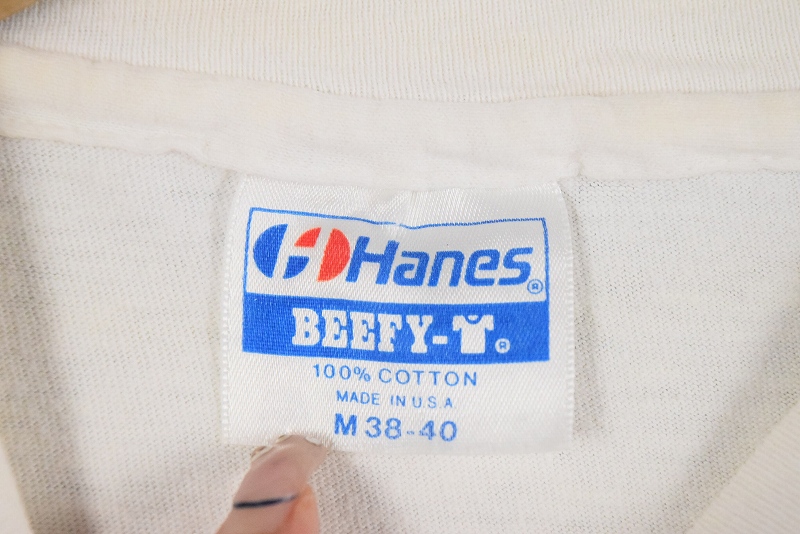 Hanes®
BEEFY-®
100% COTTON
MADE IN U.S.A
M 38-40